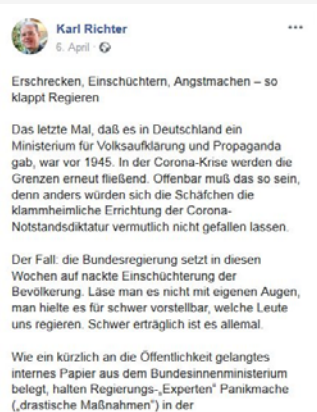 Karl Richter
6. April
Erschrecken, Einschüchtern, Angstmachen – so
klappt Regieren
Das letzte Mal, daß es in Deutschland ein
Ministerium für Volksaufklärung und Propaganda
gab, war vor 1945. In der Corona-Krise werden die
Grenzen erneut fließend. Offenbar muß das so sein,
denn anders würden sich die Schäfchen die
klammheimliche Errichtung der Corona-
Notstandsdiktatur vermutlich nicht gefallen lassen.
Der Fall: die Bundesregierung setzt in diesen
Wochen auf nackte Einschüchterung der
Bevölkerung. Läse man es nicht mit eigenen Augen,
man hielte es für schwer vorstellbar, welche Leute
uns regieren. Schwer erträglich ist es allemal.
Wie ein kürzlich an die Öffentlichkeit gelangtes
internes Papier aus dem Bundesinnenministerium
belegt, halten Regierungs-„Experten“ Panikmache
(„drastische Maßnahmen“) in der